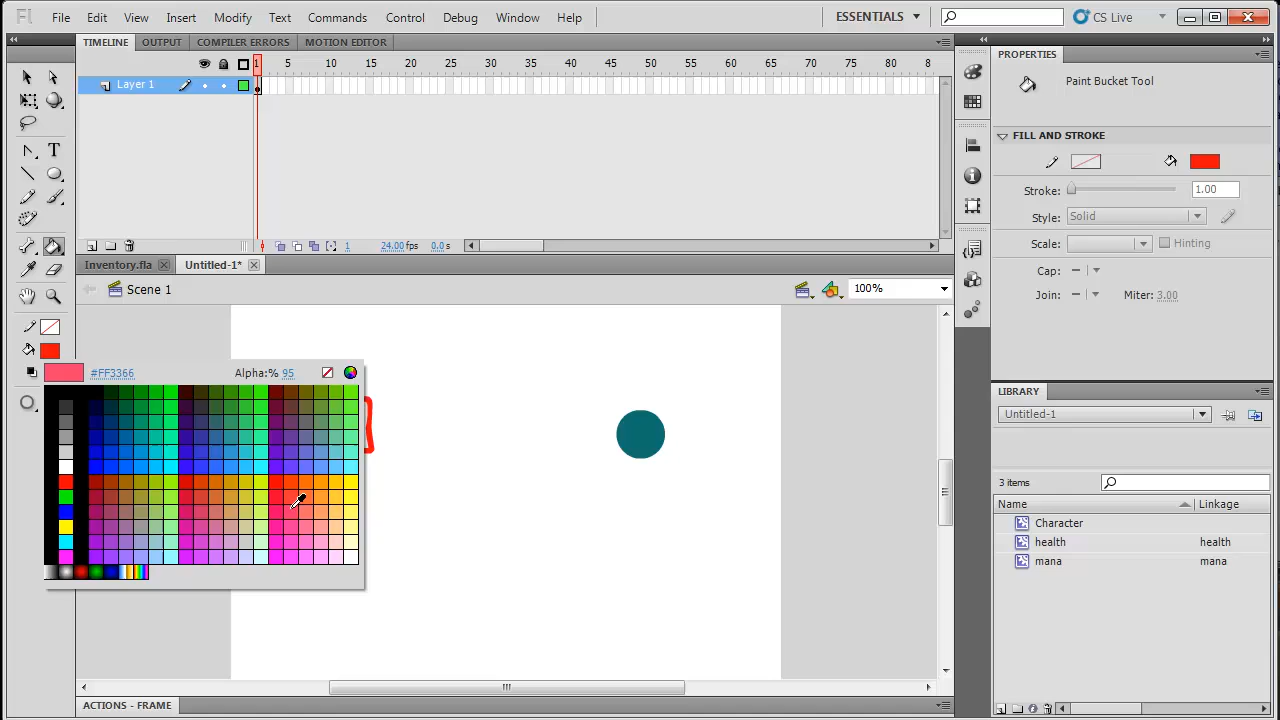 Fl File Edit View Insert Modify Text Commands Control Debug Window Help ESSENTIALS CS Live
TIMELINE OUTPUT COMPILER ERRORS MOTION EDITOR
1 5 10 15 20 25 30 35 40 45 50 55 60 65 70 75 80 85 8
Layer 1
1 24.00 fps 0.0 s
Inventory.fla Untitled-1*
Scene 1 100%
#FF3366 Alpha:% 95
ACTIONS - FRAME
PROPERTIES
Paint Bucket Tool
FILL AND STROKE
Stroke: 1.00
Style: Solid
Scale: Hinting
Cap:
Join: Miter: 3.00
LIBRARY
Untitled-1
3 items
Name Linkage
Character
health health
mana mana